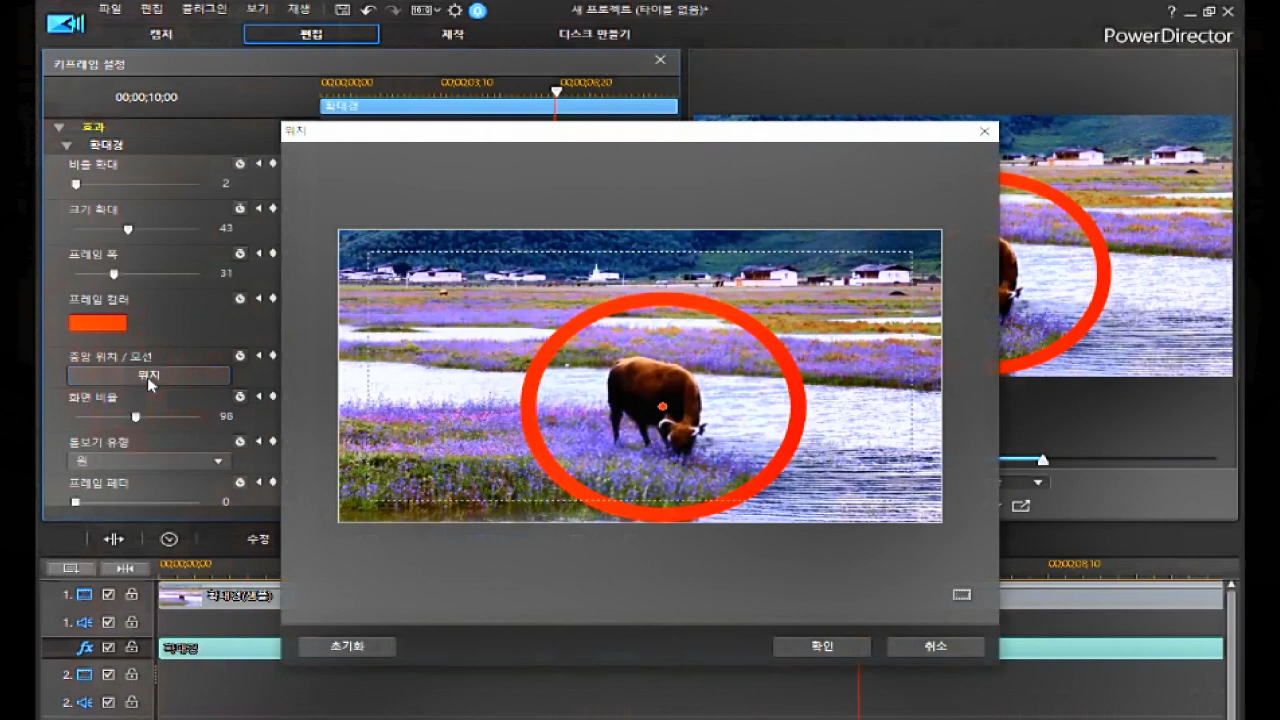 파일 편집 플러그인 보기 재생
새 프로젝트 (타이틀 없음)*
캡처 편집 제작 디스크 만들기
PowerDirector
키프레임 설정
00;00;10;00
00;00;00;00 00;00;03;10 00;00;06;20
확대경
효과
확대경
비율 확대
2
크기 확대
43
프레임 폭
31
프레임 컬러
중앙 위치 / 모션
위치
화면 비율
98
돋보기 유형
원
프레임 페더
0
위치
초기화 확인 취소
수정
00;00;00;00 00;00;08;10
1. 확대경(샘플)
1.
fx 확대경
2.
2.